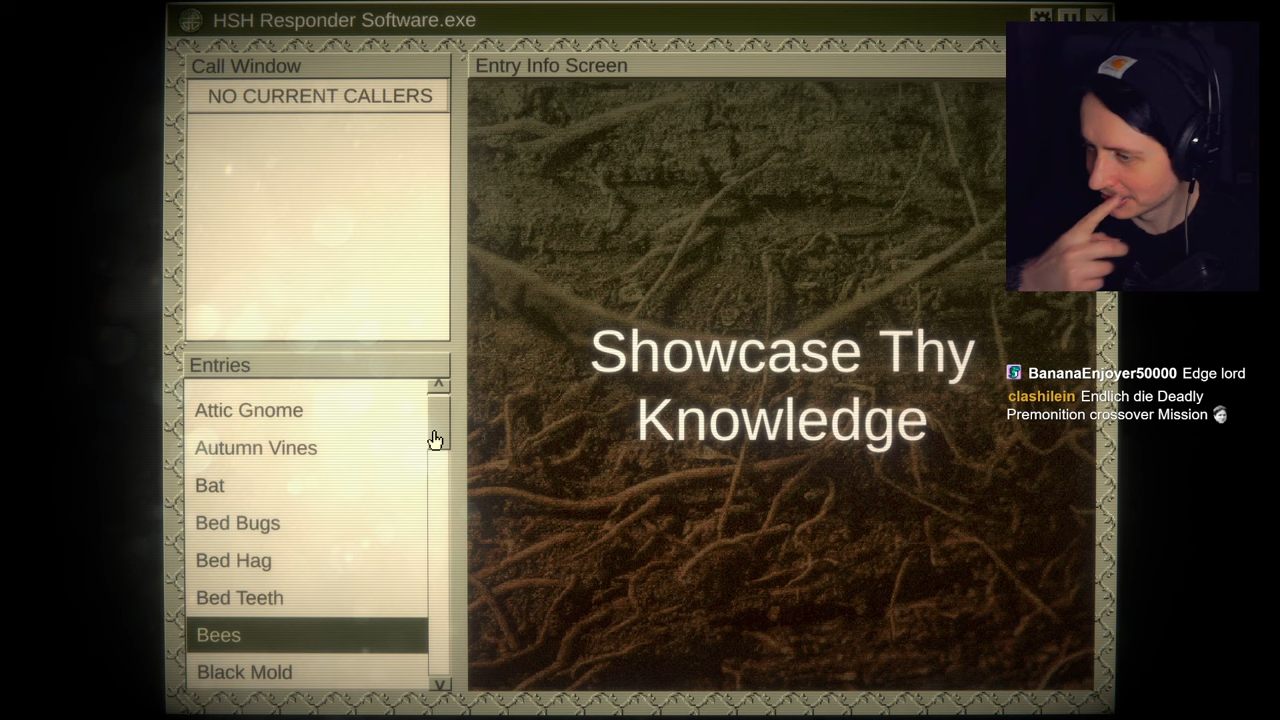 HSH Responder Software.exe
Call Window
NO CURRENT CALLERS
Entry Info Screen
Showcase Thy
Knowledge
Entries
Attic Gnome
Autumn Vines
Bat
Bed Bugs
Bed Hag
Bed Teeth
Bees
Black Mold
BananaEnjoyer50000 Edge lord
clashilein Endlich die Deadly
Premonition crossover Mission